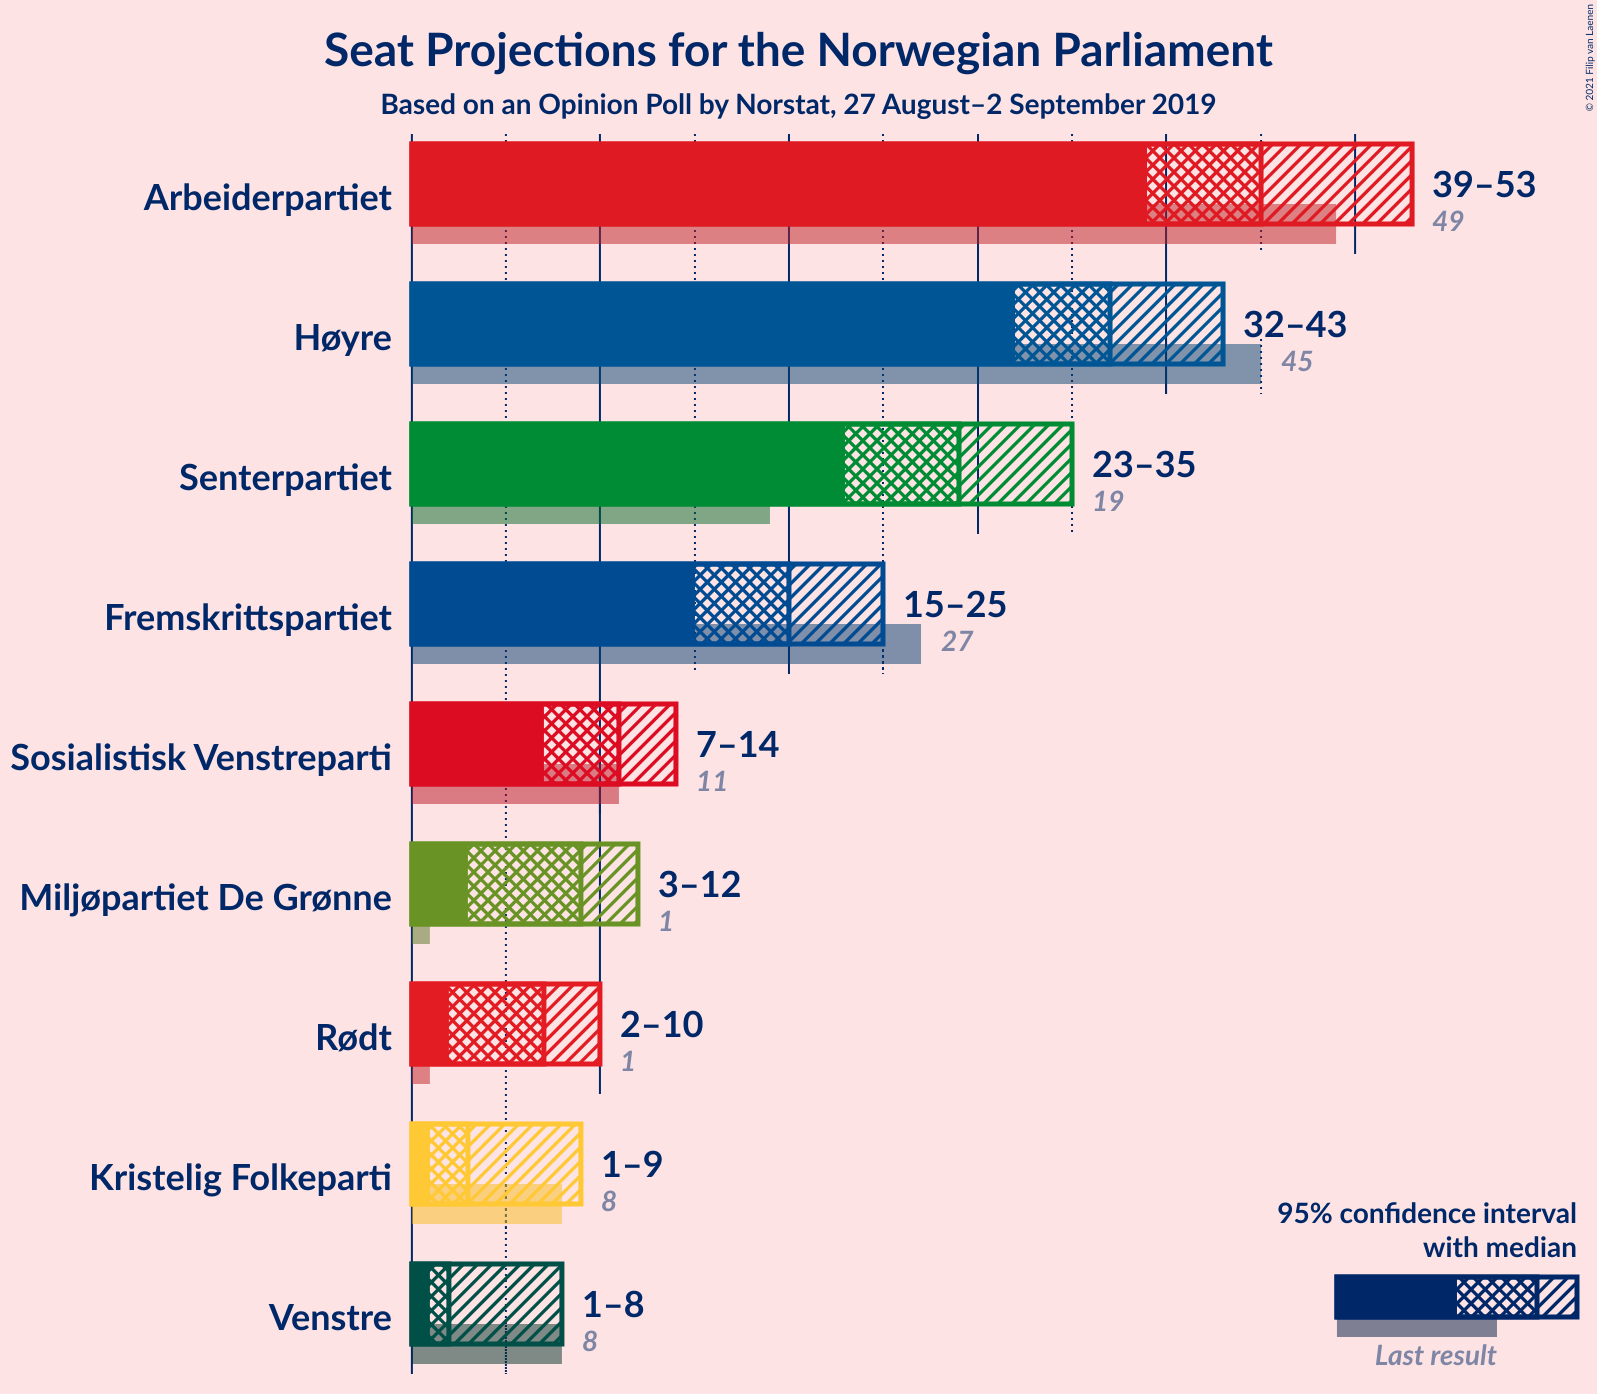 Seat Projections for the Norwegian Parliament
Based on an Opinion Poll by Norstat, 27 August–2 September 2019
© 2021 Filip van Laenen
Arbeiderpartiet
39–53
49
Høyre
32–43
45
Senterpartiet
23–35
19
Fremskrittspartiet
15–25
27
Sosialistisk Venstreparti
7–14
11
Miljøpartiet De Grønne
3–12
1
Rødt
2–10
1
Kristelig Folkeparti
1–9
8
Venstre
1–8
8
95% confidence interval
with median
Last result